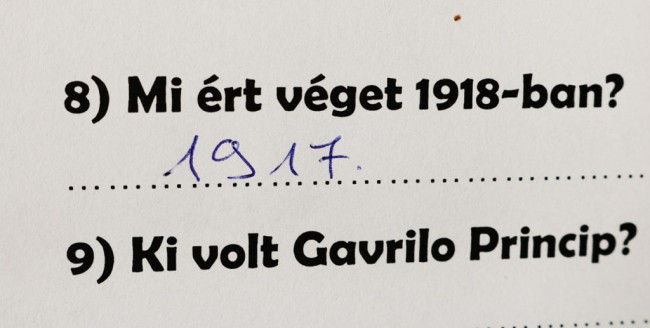 8) Mi ért véget 1918-ban?
1917.
9) Ki volt Gavrilo Princip?